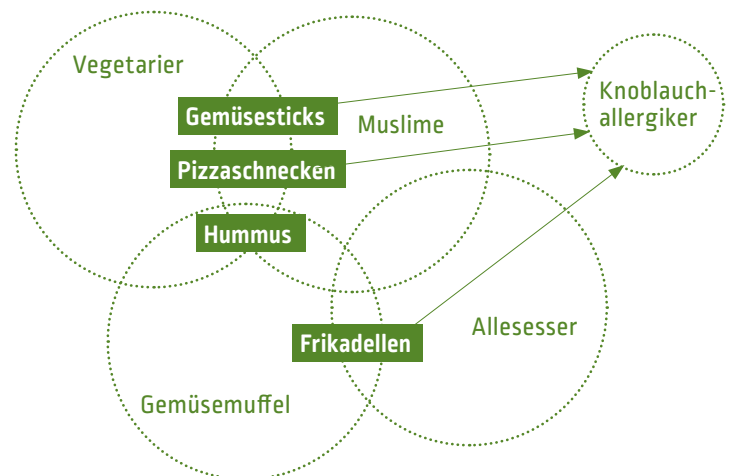 Vegetarier
Gemüsesticks
Muslime
Knoblauch-
allergiker
Pizzaschnecken
Hummus
Frikadellen
Allesesser
Gemüsemuffel